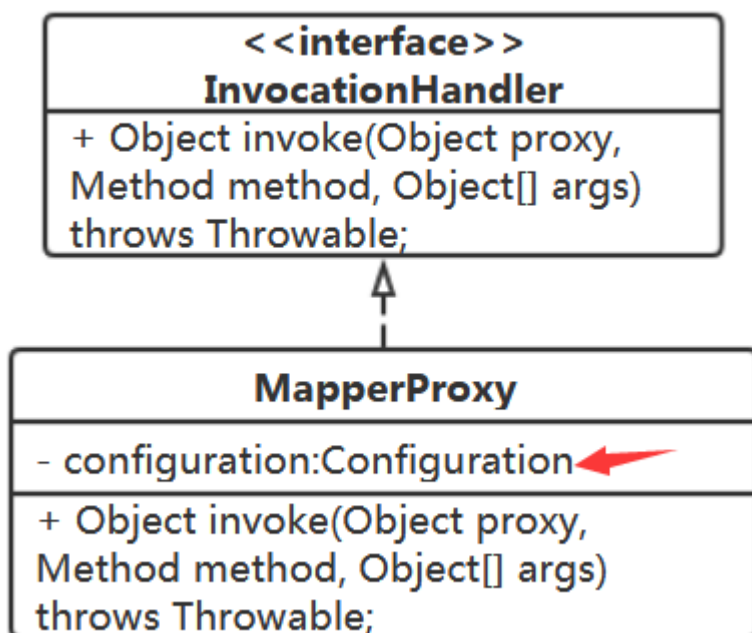 <<interface>>
InvocationHandler
+ Object invoke(Object proxy,
Method method, Object[] args)
throws Throwable;
MapperProxy
- configuration:Configuration
+ Object invoke(Object proxy,
Method method, Object[] args)
throws Throwable;